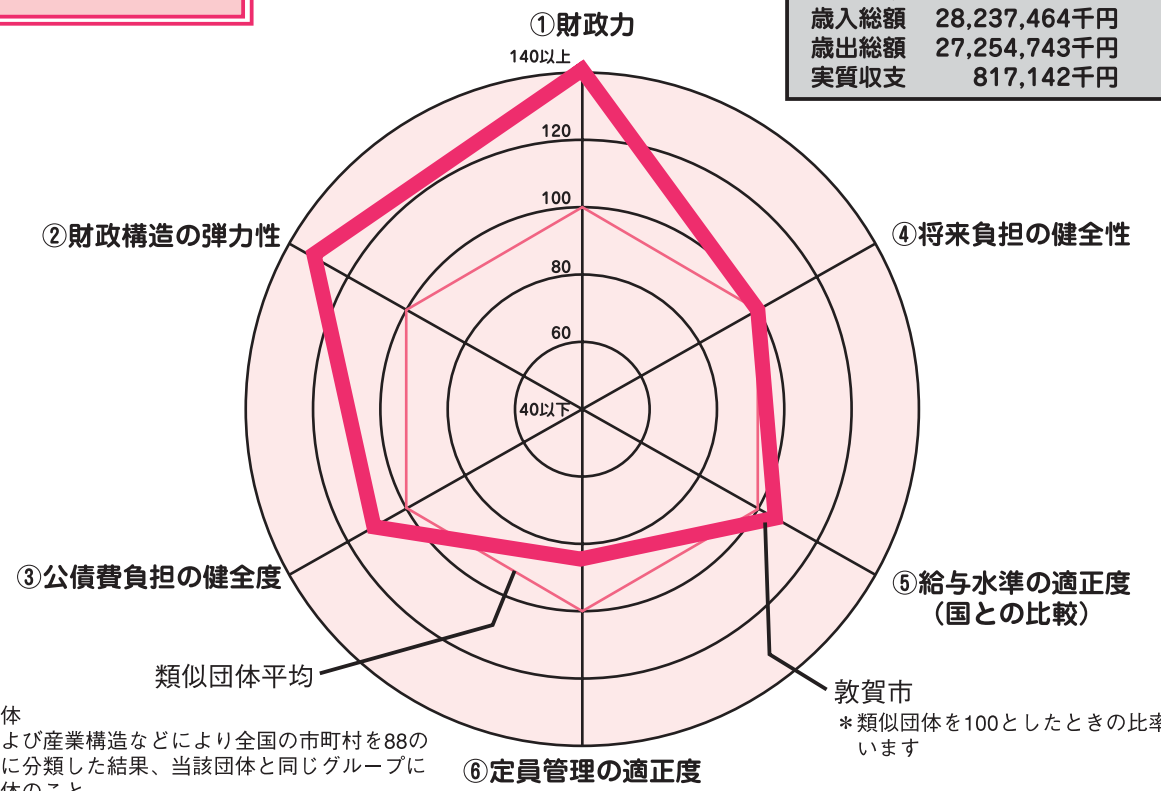 歳入総額 28,237,464千円
歳出総額 27,254,743千円
実質収支 817,142千円
①財政力
140以上
120
100
80
60
40以下
②財政構造の弾力性
④将来負担の健全性
③公債費負担の健全度
⑤給与水準の適正度
（国との比較）
類似団体平均
敦賀市
＊類似団体を100としたときの比率
います
体
よび産業構造などにより全国の市町村を88の
に分類した結果、当該団体と同じグループに
体のこと
⑥定員管理の適正度